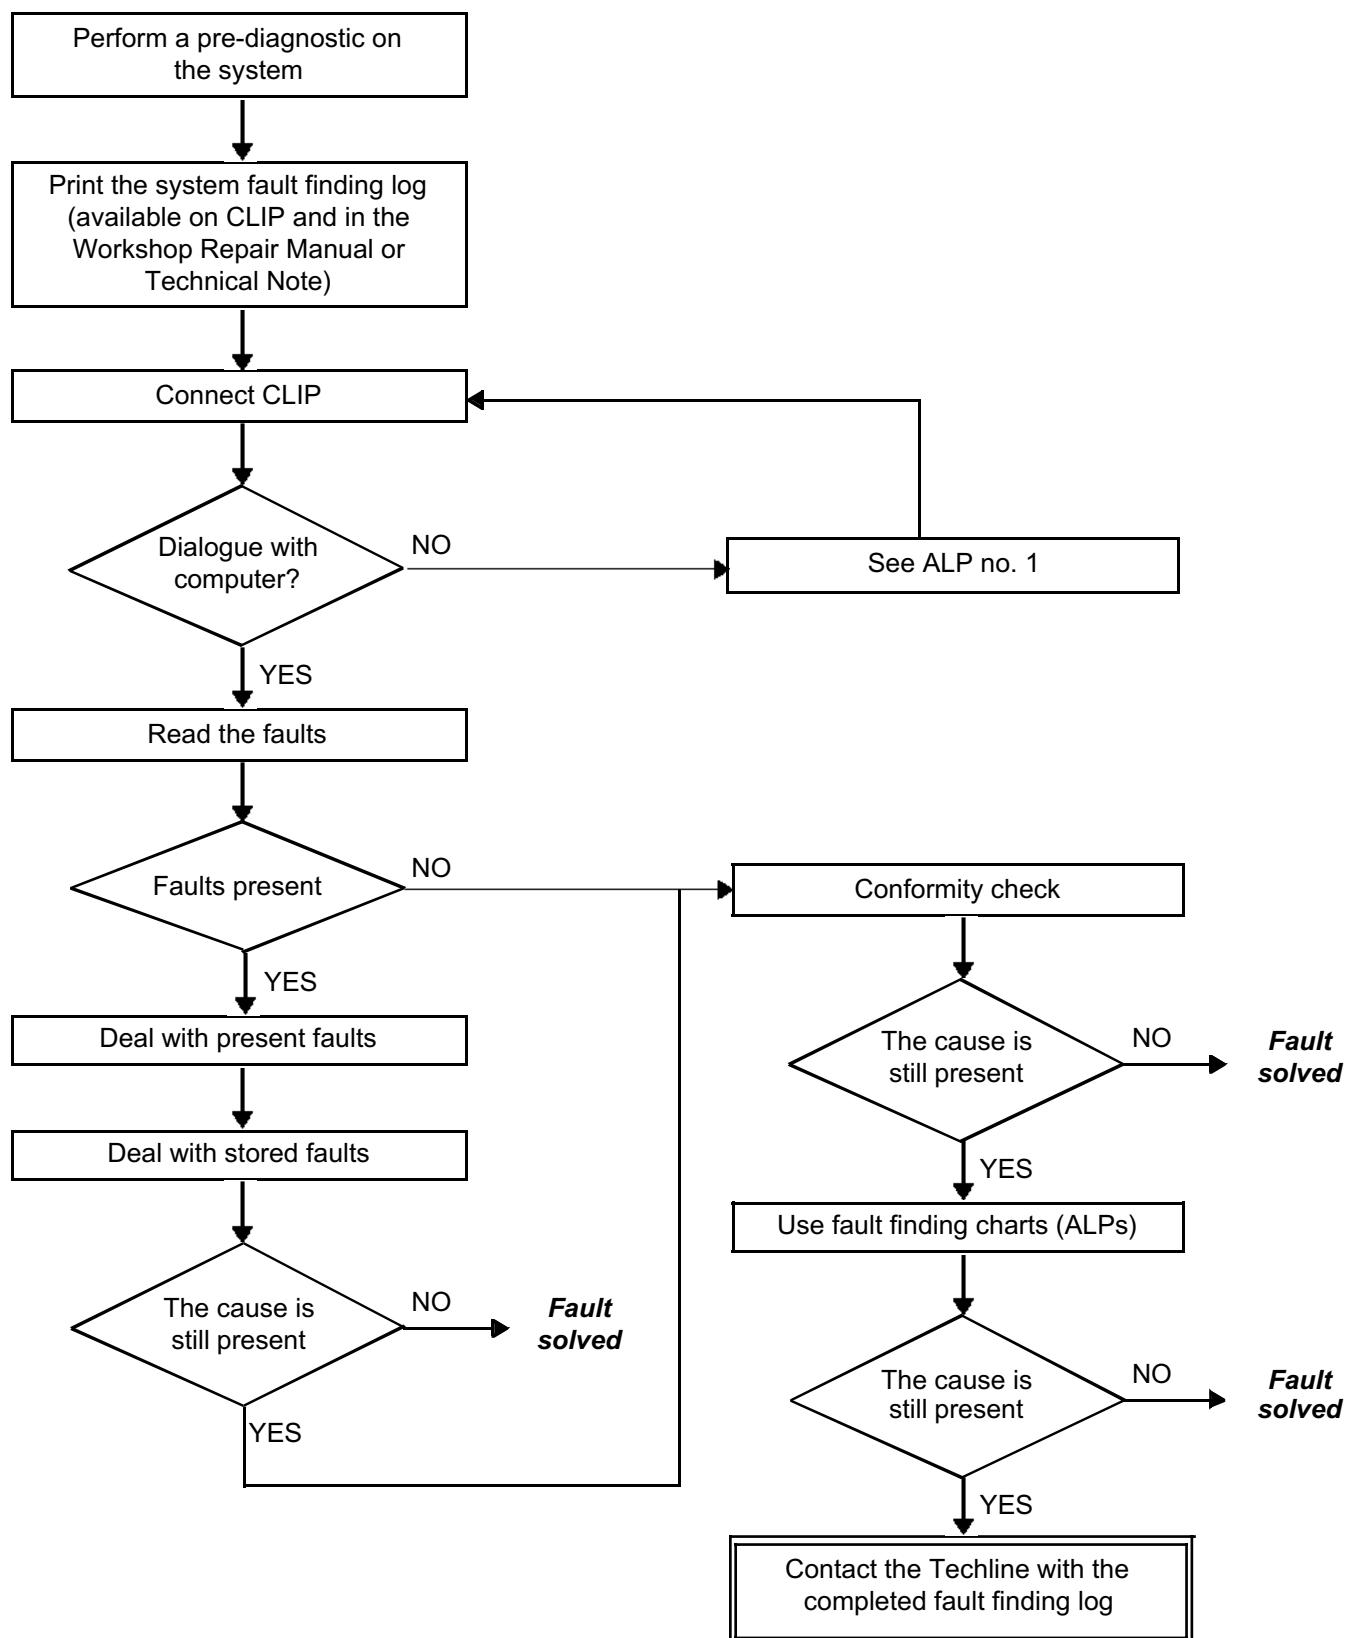 Perform a pre-diagnostic on
the system
Print the system fault finding log
(available on CLIP and in the
Workshop Repair Manual or
Technical Note)
Connect CLIP
Dialogue with
computer?
NO
See ALP no. 1
YES
Read the faults
Faults present
NO
Conformity check
YES
Deal with present faults
The cause is
still present
NO
Fault
solved
Deal with stored faults
YES
Use fault finding charts (ALPs)
The cause is
still present
NO
Fault
solved
The cause is
still present
NO
Fault
solved
YES
YES
Contact the Techline with the
completed fault finding log